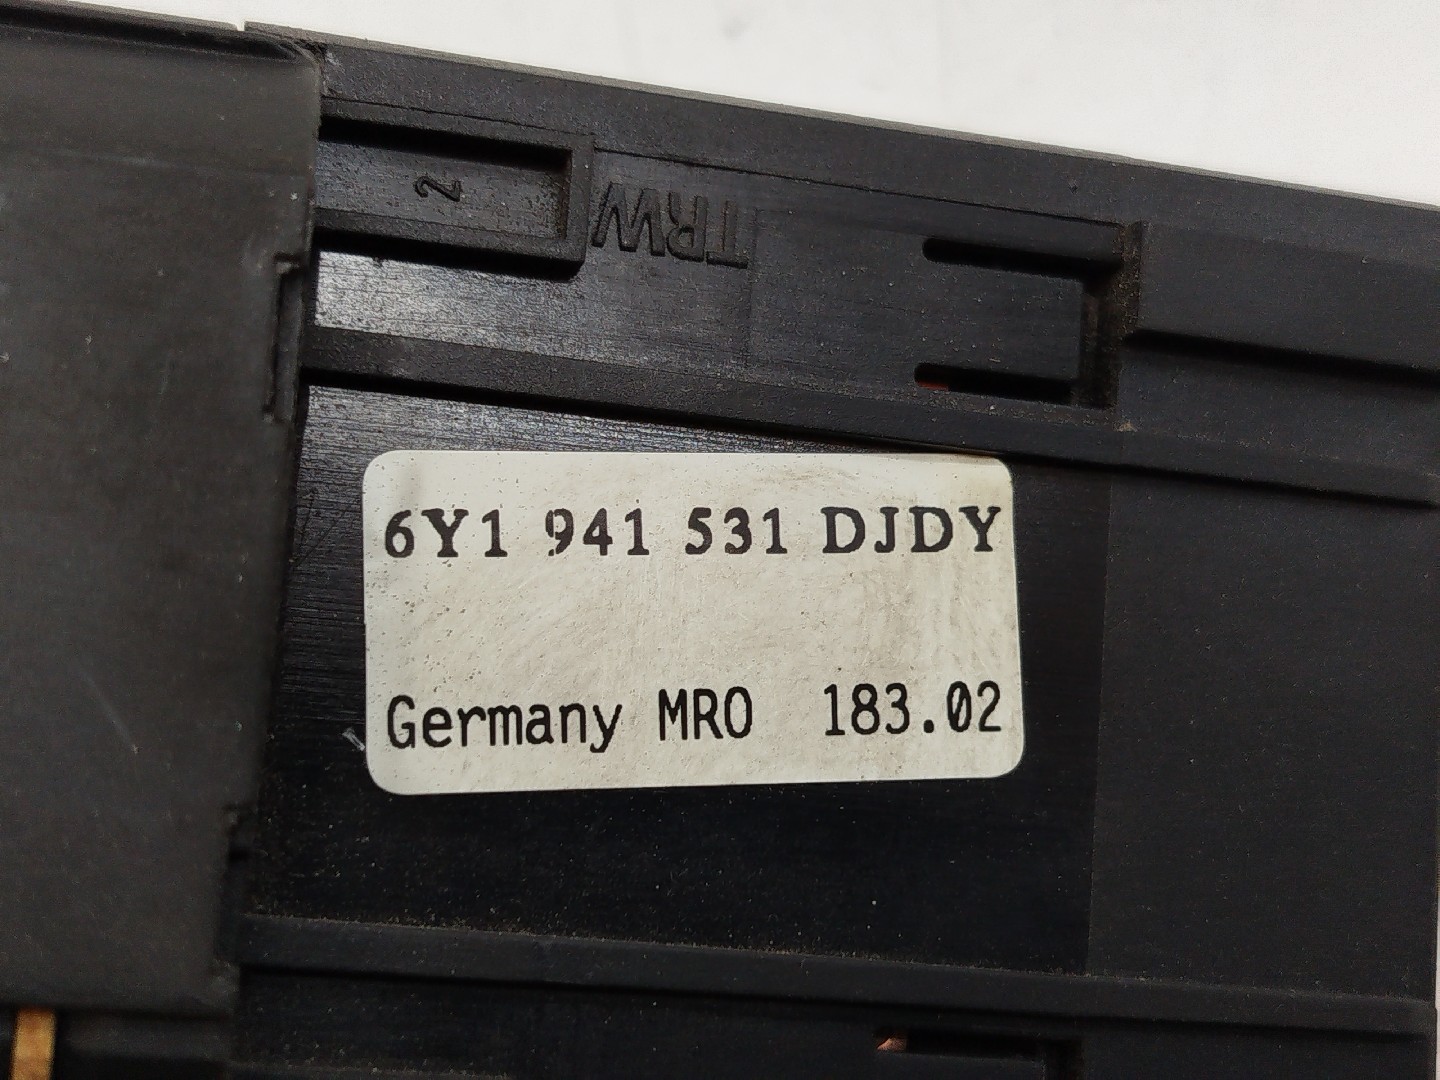 2
TRW
6Y1 941 531 DJDY
Germany MRO 183.02